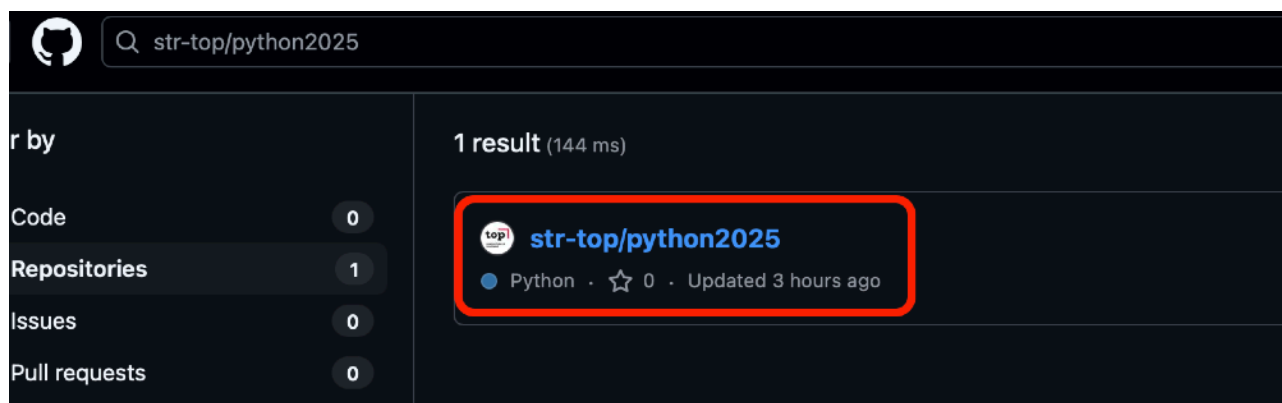 str-top/python2025
r by
Code 0
Repositories 1
Issues 0
Pull requests 0
1 result (144 ms)
top
str-top/python2025
Python · 0 · Updated 3 hours ago